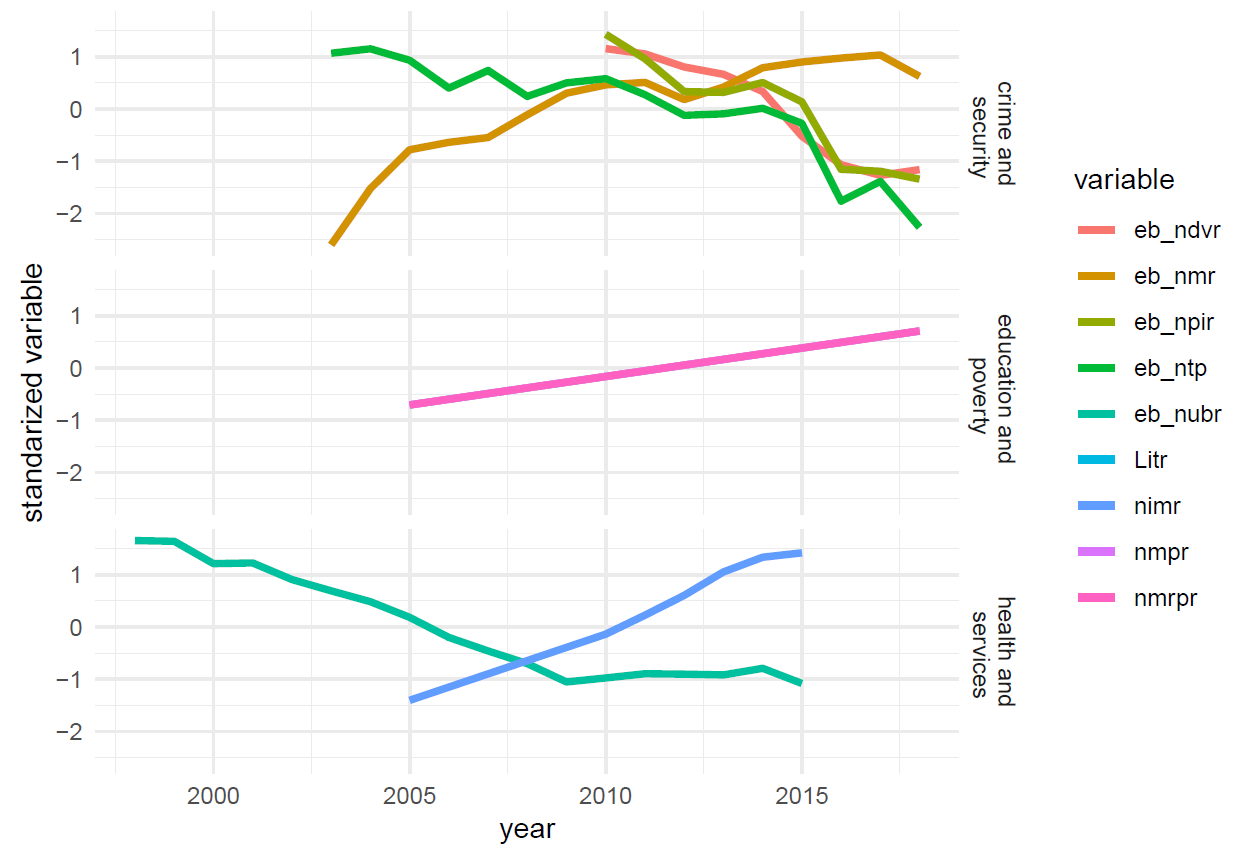 1
0
−1
−2
crime and
security
1
0
−1
−2
education and
poverty
1
0
−1
−2
health and
services
standarized variable
2000
2005
2010
2015
year
variable
eb_ndvr
eb_nmr
eb_npir
eb_ntp
eb_nubr
Litr
nimr
nmpr
nmrpr